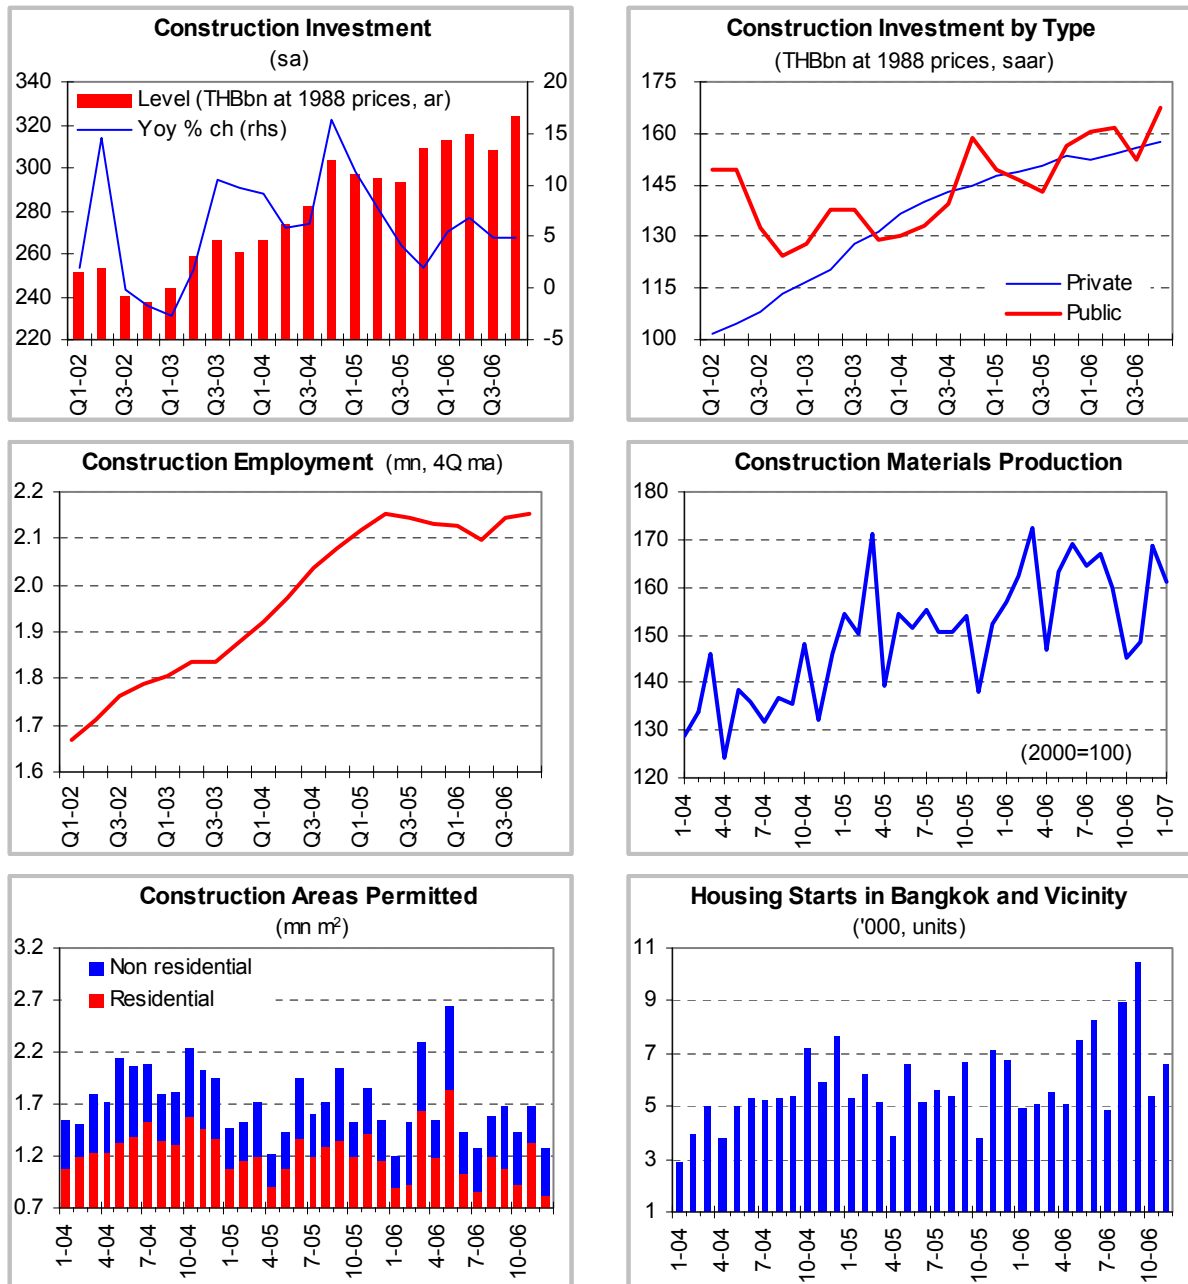 Construction Investment
(sa)
340
320
300
280
260
240
220
20
15
10
5
0
-5
Level (THBbn at 1988 prices, ar)
Yoy % ch (rhs)
Q1-02
Q3-02
Q1-03
Q3-03
Q1-04
Q3-04
Q1-05
Q3-05
Q1-06
Q3-06
Construction Investment by Type
(THBbn at 1988 prices, saar)
175
160
145
130
115
100
Private
Public
Q1-02
Q3-02
Q1-03
Q3-03
Q1-04
Q3-04
Q1-05
Q3-05
Q1-06
Q3-06
Construction Employment (mn, 4Q ma)
2.2
2.1
2.0
1.9
1.8
1.7
1.6
Q1-02
Q3-02
Q1-03
Q3-03
Q1-04
Q3-04
Q1-05
Q3-05
Q1-06
Q3-06
Construction Materials Production
180
170
160
150
140
130
120
(2000=100)
1-04
4-04
7-04
10-04
1-05
4-05
7-05
10-05
1-06
4-06
7-06
10-06
1-07
Construction Areas Permitted
(mn m²)
3.2
2.7
2.2
1.7
1.2
0.7
Non residential
Residential
1-04
4-04
7-04
10-04
1-05
4-05
7-05
10-05
1-06
4-06
7-06
10-06
Housing Starts in Bangkok and Vicinity
('000, units)
11
9
7
5
3
1
1-04
4-04
7-04
10-04
1-05
4-05
7-05
10-05
1-06
4-06
7-06
10-06